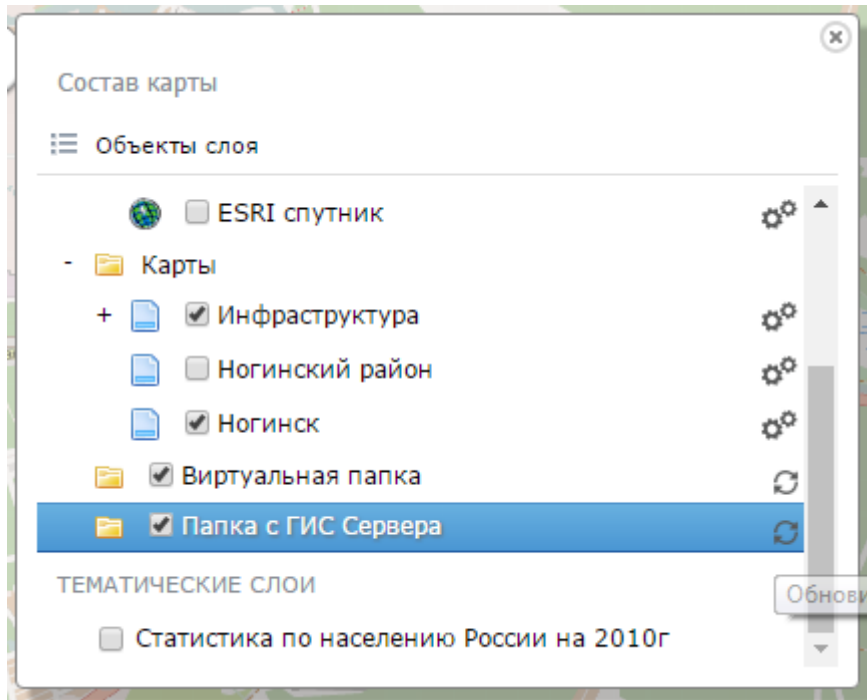 Состав карты
Объекты слоя
ESRI спутник
- Карты
+ Инфраструктура
Ногинский район
Ногинск
Виртуальная папка
Папка с ГИС Сервера
ТЕМАТИЧЕСКИЕ СЛОИ
Обнови
Статистика по населению России на 2010г